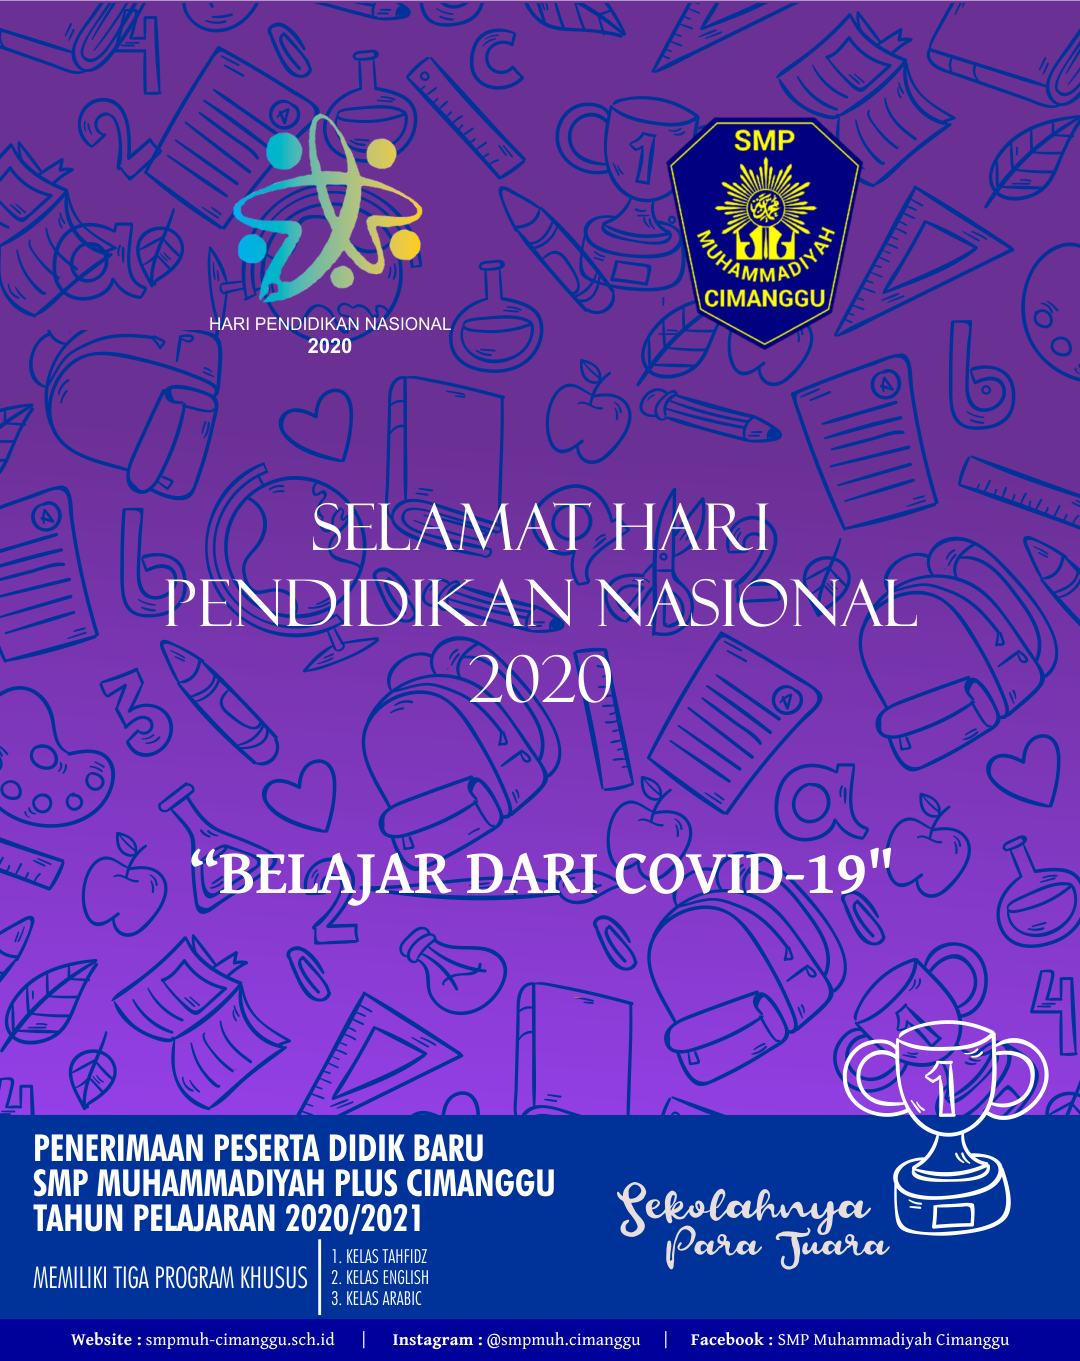 HARI PENDIDIKAN NASIONAL
2020
SMP
MUHAMMADIYAH
CIMANGGU
SELAMAT HARI
PENDIDIKAN NASIONAL
2020
“BELAJAR DARI COVID-19"
1
PENERIMAAN PESERTA DIDIK BARU
SMP MUHAMMADIYAH PLUS CIMANGGU
TAHUN PELAJARAN 2020/2021
MEMILIKI TIGA PROGRAM KHUSUS
1. KELAS TAHFIDZ
2. KELAS ENGLISH
3. KELAS ARABIC
Sekolahnya
Para Juara
Website : smpmuh-cimanggu.sch.id | Instagram : @smpmuh.cimanggu | Facebook : SMP Muhammadiyah Cimanggu